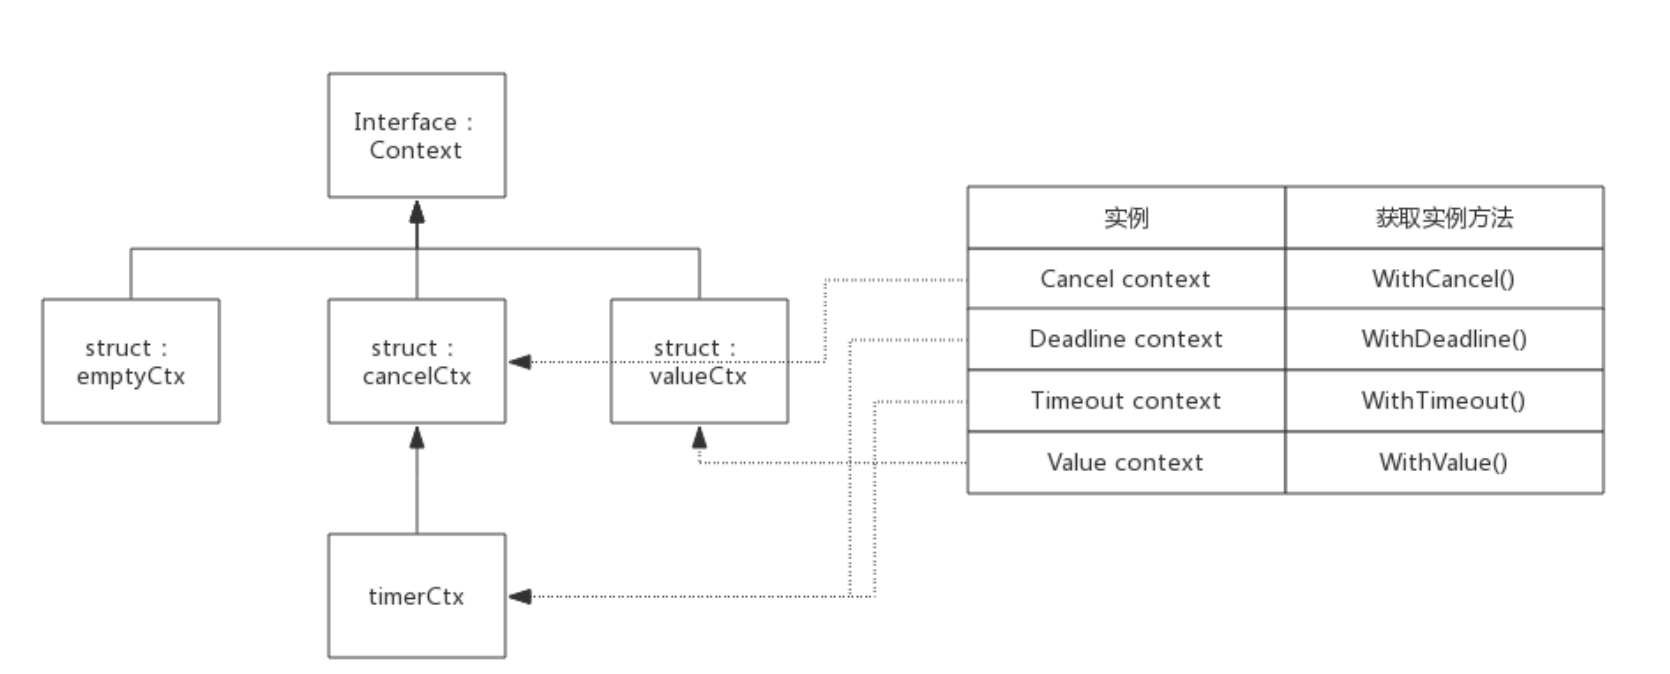 Interface：
Context
struct：
emptyCtx
struct：
cancelCtx
struct：
valueCtx
timerCtx
实例 获取实例方法
Cancel context WithCancel()
Deadline context WithDeadline()
Timeout context WithTimeout()
Value context WithValue()